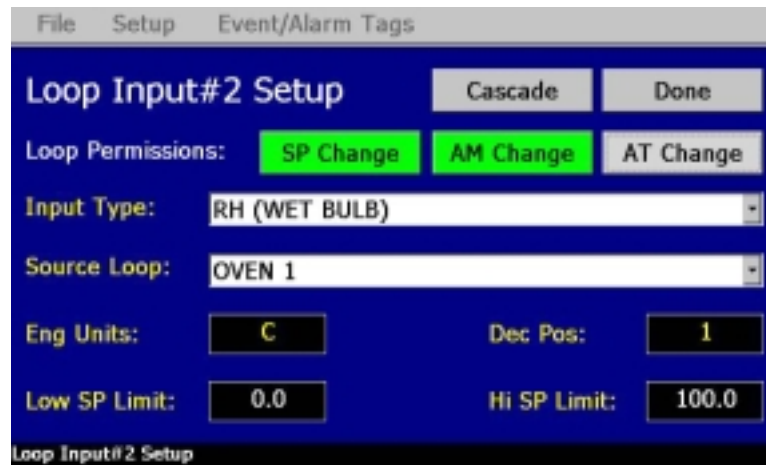 File Setup Event/Alarm Tags
Loop Input#2 Setup Cascade Done
Loop Permissions: SP Change AM Change AT Change
Input Type: RH (WET BULB)
Source Loop: OVEN 1
Eng Units: C Dec Pos: 1
Low SP Limit: 0.0 Hi SP Limit: 100.0
Loop Input#2 Setup